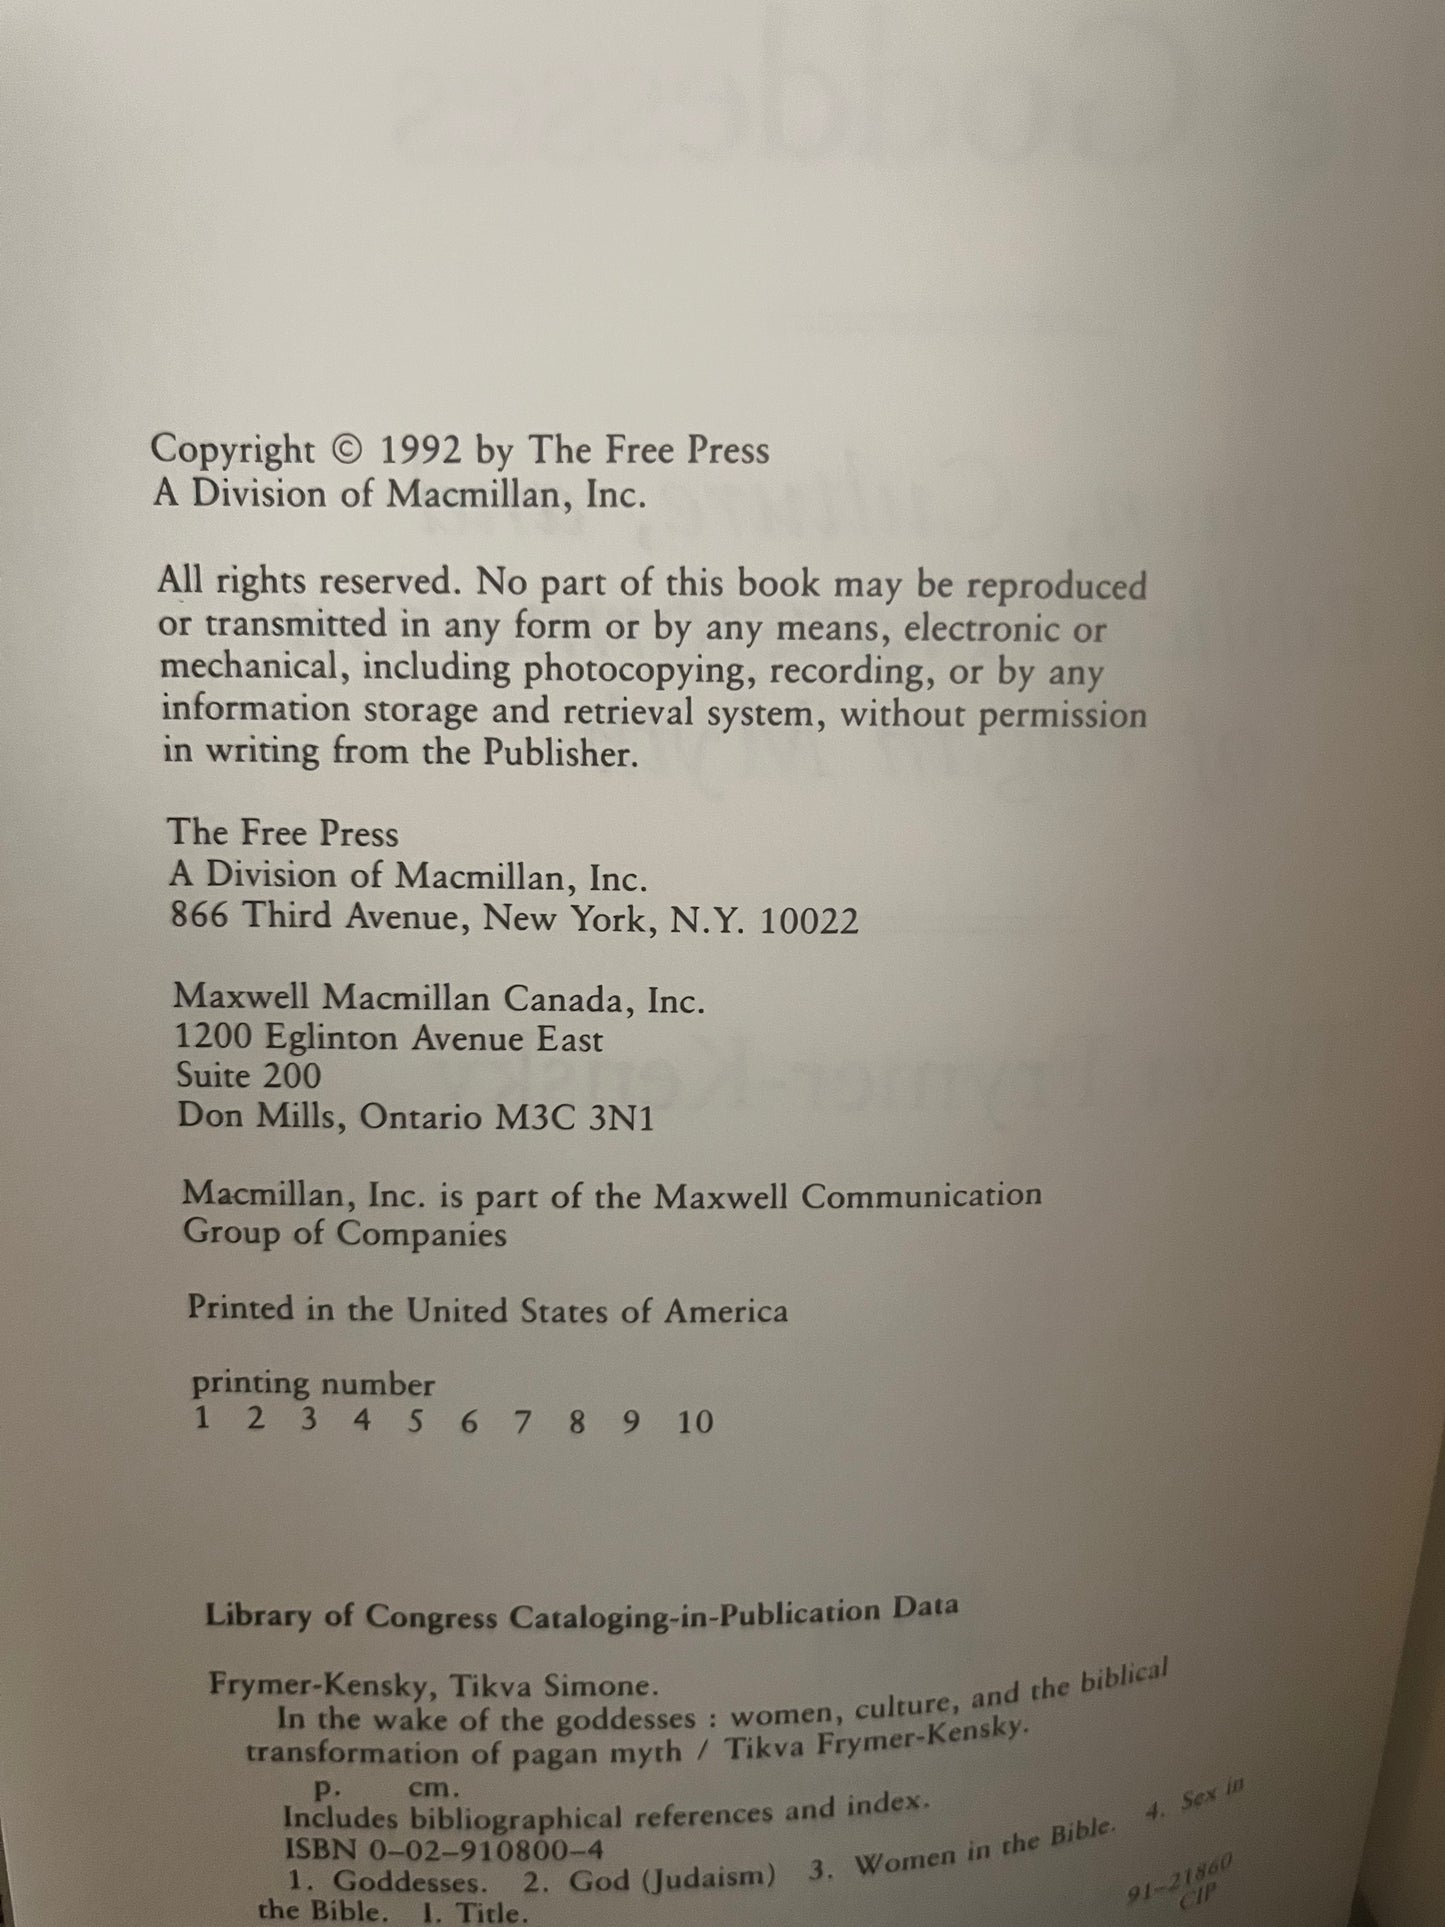 Copyright © 1992 by The Free Press
A Division of Macmillan, Inc.
All rights reserved. No part of this book may be reproduced
or transmitted in any form or by any means, electronic or
mechanical, including photocopying, recording, or by any
information storage and retrieval system, without permission
in writing from the Publisher.
The Free Press
A Division of Macmillan, Inc.
866 Third Avenue, New York, N.Y. 10022
Maxwell Macmillan Canada, Inc.
1200 Eglinton Avenue East
Suite 200
Don Mills, Ontario M3C 3N1
Macmillan, Inc. is part of the Maxwell Communication
Group of Companies
Printed in the United States of America
printing number
1 2 3 4 5 6 7 8 9 10
Library of Congress Cataloging-in-Publication Data
Frymer-Kensky, Tikva Simone.
In the wake of the goddesses : women, culture, and the biblical
transformation of pagan myth / Tikva Frymer-Kensky.
p. cm.
Includes bibliographical references and index.
ISBN 0–02–910800–4
1. Goddesses. 2. God (Judaism) 3. Women in the Bible. 4. Sex in
the Bible. I. Title.
91–21860
CIP